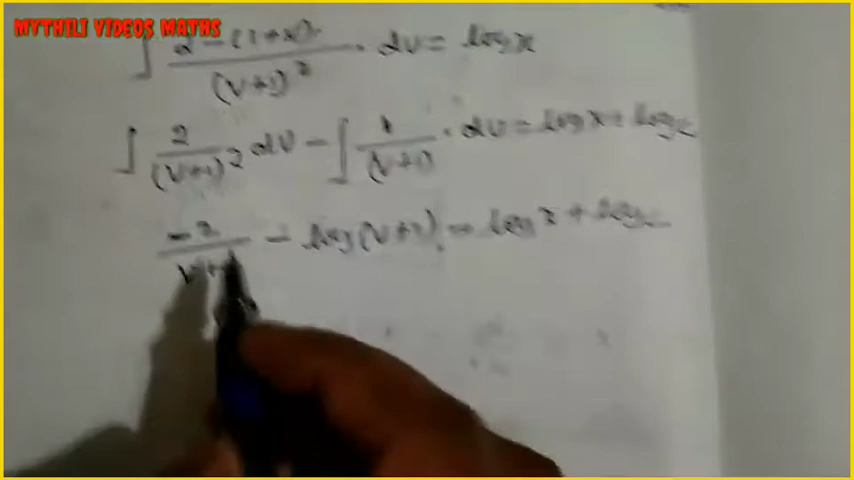 MYTHILI VIDEOS MATHS
∫ 2-(1+v) / (v+1)² · dv = log x
∫ 2/(v+1)² dv - ∫ 1/(v+1) · dv = log x + log c
-2/v+1 - log(v+1) = log x + log c